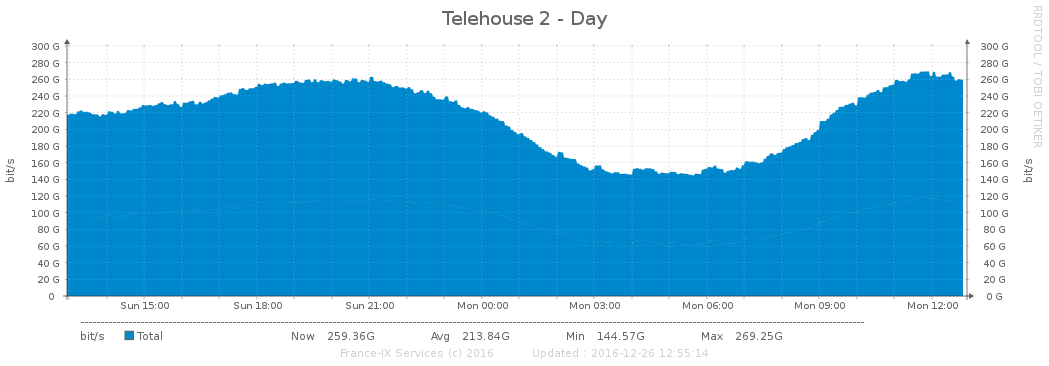 Telehouse 2 - Day
RRDTOOL / TOBI OETIKER
300 G 300 G
280 G 280 G
260 G 260 G
240 G 240 G
220 G 220 G
200 G 200 G
180 G 180 G
160 G 160 G
140 G 140 G
120 G 120 G
100 G 100 G
80 G 80 G
60 G 60 G
40 G 40 G
20 G 20 G
0 0 G
bit/s bit/s
Sun 15:00 Sun 18:00 Sun 21:00 Mon 00:00 Mon 03:00 Mon 06:00 Mon 09:00 Mon 12:00
bit/s Total Now 259.36G Avg 213.84G Min 144.57G Max 269.25G
France-IX Services (c) 2016 Updated : 2016-12-26 12:55:14